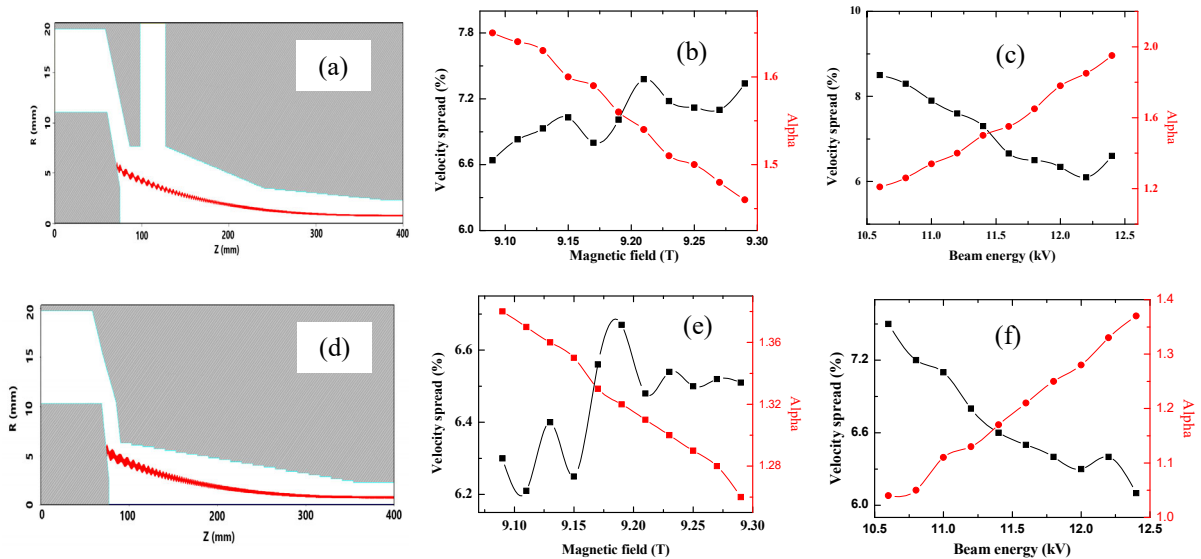 (a)
R (mm)
20
15
10
5
0
0 100 200 300 400
Z (mm)
(b)
Velocity spread (%)
7.8
7.2
6.6
6.0
9.10 9.15 9.20 9.25 9.30
Magnetic field (T)
1.6
1.5
Alpha
(c)
Velocity spread (%)
10
8
6
10.5 11.0 11.5 12.0 12.5
Beam energy (kV)
2.0
1.6
1.2
Alpha
(d)
R (mm)
20
15
10
5
0
0 100 200 300 400
Z (mm)
(e)
Velocity spread (%)
6.6
6.4
6.2
9.10 9.15 9.20 9.25 9.30
Magnetic field (T)
1.36
1.32
1.28
Alpha
(f)
Velocity spread (%)
7.2
6.6
6.0
10.5 11.0 11.5 12.0 12.5
Beam energy (kV)
1.4
1.3
1.2
1.1
1.0
Alpha